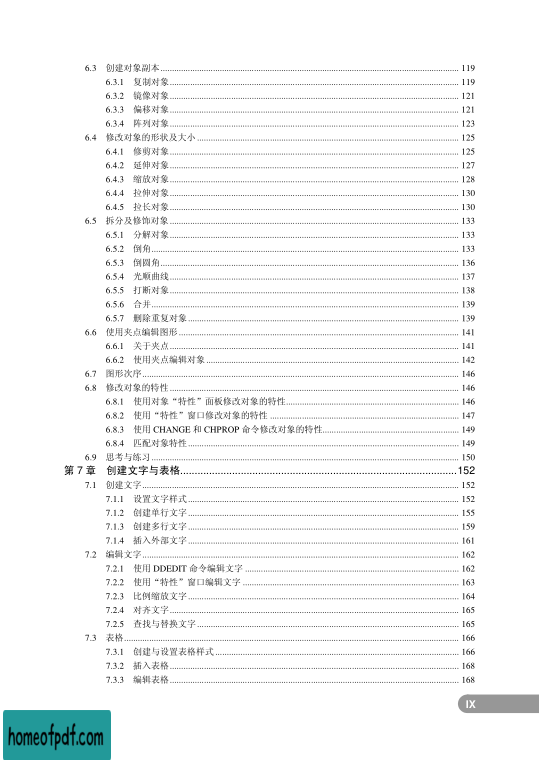 6.3 创建对象副本 119
6.3.1 复制对象 119
6.3.2 镜像对象 121
6.3.3 偏移对象 121
6.3.4 阵列对象 123
6.4 修改对象的形状及大小 125
6.4.1 修剪对象 125
6.4.2 延伸对象 127
6.4.3 缩放对象 128
6.4.4 拉伸对象 130
6.4.5 拉长对象 130
6.5 拆分及修饰对象 133
6.5.1 分解对象 133
6.5.2 倒角 133
6.5.3 倒圆角 136
6.5.4 光顺曲线 137
6.5.5 打断对象 138
6.5.6 合并 139
6.5.7 删除重复对象 139
6.6 使用夹点编辑图形 141
6.6.1 关于夹点 141
6.6.2 使用夹点编辑对象 142
6.7 图形次序 146
6.8 修改对象的特性 146
6.8.1 使用对象“特性”面板修改对象的特性 146
6.8.2 使用“特性”窗口修改对象的特性 147
6.8.3 使用 CHANGE 和 CHPROP 命令修改对象的特性 149
6.8.4 匹配对象特性 149
6.9 思考与练习 150
第 7 章 创建文字与表格 152
7.1 创建文字 152
7.1.1 设置文字样式 152
7.1.2 创建单行文字 155
7.1.3 创建多行文字 159
7.1.4 插入外部文字 161
7.2 编辑文字 162
7.2.1 使用 DDEDIT 命令编辑文字 162
7.2.2 使用“特性”窗口编辑文字 163
7.2.3 比例缩放文字 164
7.2.4 对齐文字 165
7.2.5 查找与替换文字 165
7.3 表格 166
7.3.1 创建与设置表格样式 166
7.3.2 插入表格 168
7.3.3 编辑表格 168
IX
homeofpdf.com